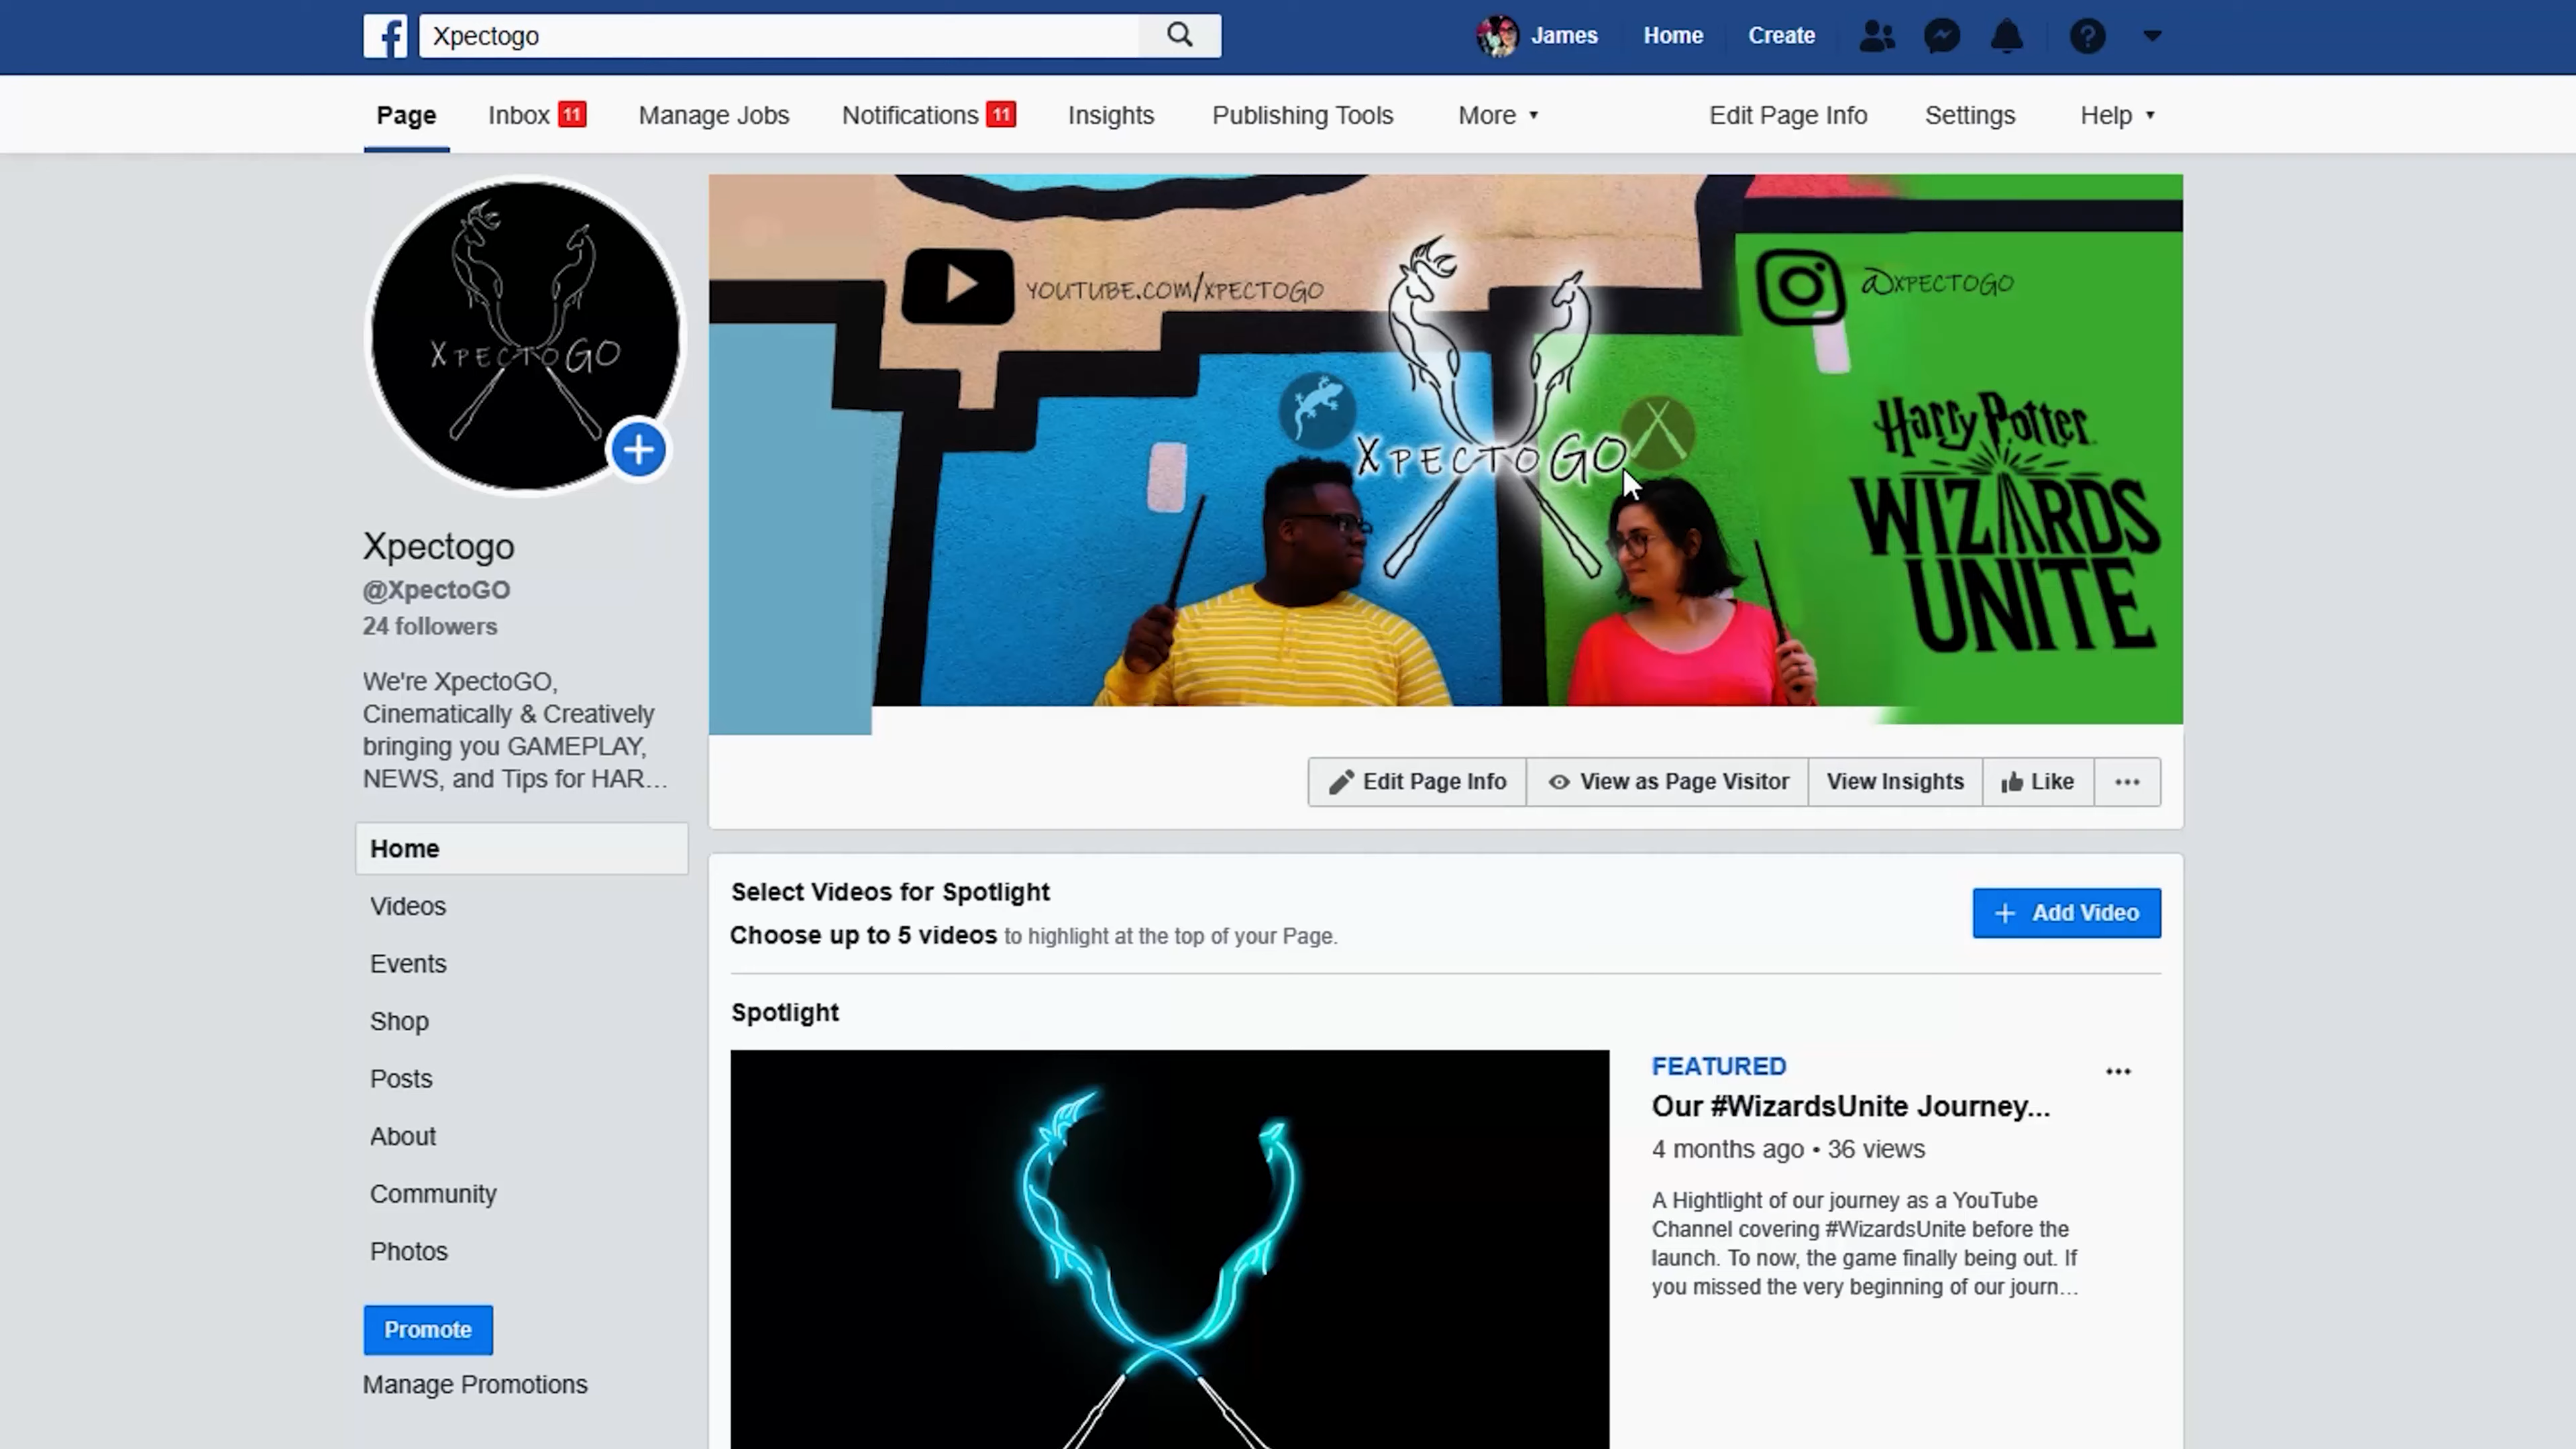 Xpectogo
James Home Create
Page Inbox 11 Manage Jobs Notifications 11 Insights Publishing Tools More Edit Page Info Settings Help
XPECTOGO
Xpectogo
@XpectoGO
24 followers
We're XpectoGO,
Cinematically & Creatively
bringing you GAMEPLAY,
NEWS, and Tips for HAR...
Home
Videos
Events
Shop
Posts
About
Community
Photos
Promote
Manage Promotions
YOUTUBE.COM/XPECTOGO
@XPECTOGO
XPECTOGO
Harry Potter
WIZARDS
UNITE
Edit Page Info View as Page Visitor View Insights Like
Select Videos for Spotlight
Choose up to 5 videos to highlight at the top of your Page.
+ Add Video
Spotlight
FEATURED
Our #WizardsUnite Journey...
4 months ago • 36 views
A Hightlight of our journey as a YouTube
Channel covering #WizardsUnite before the
launch. To now, the game finally being out. If
you missed the very beginning of our journ...